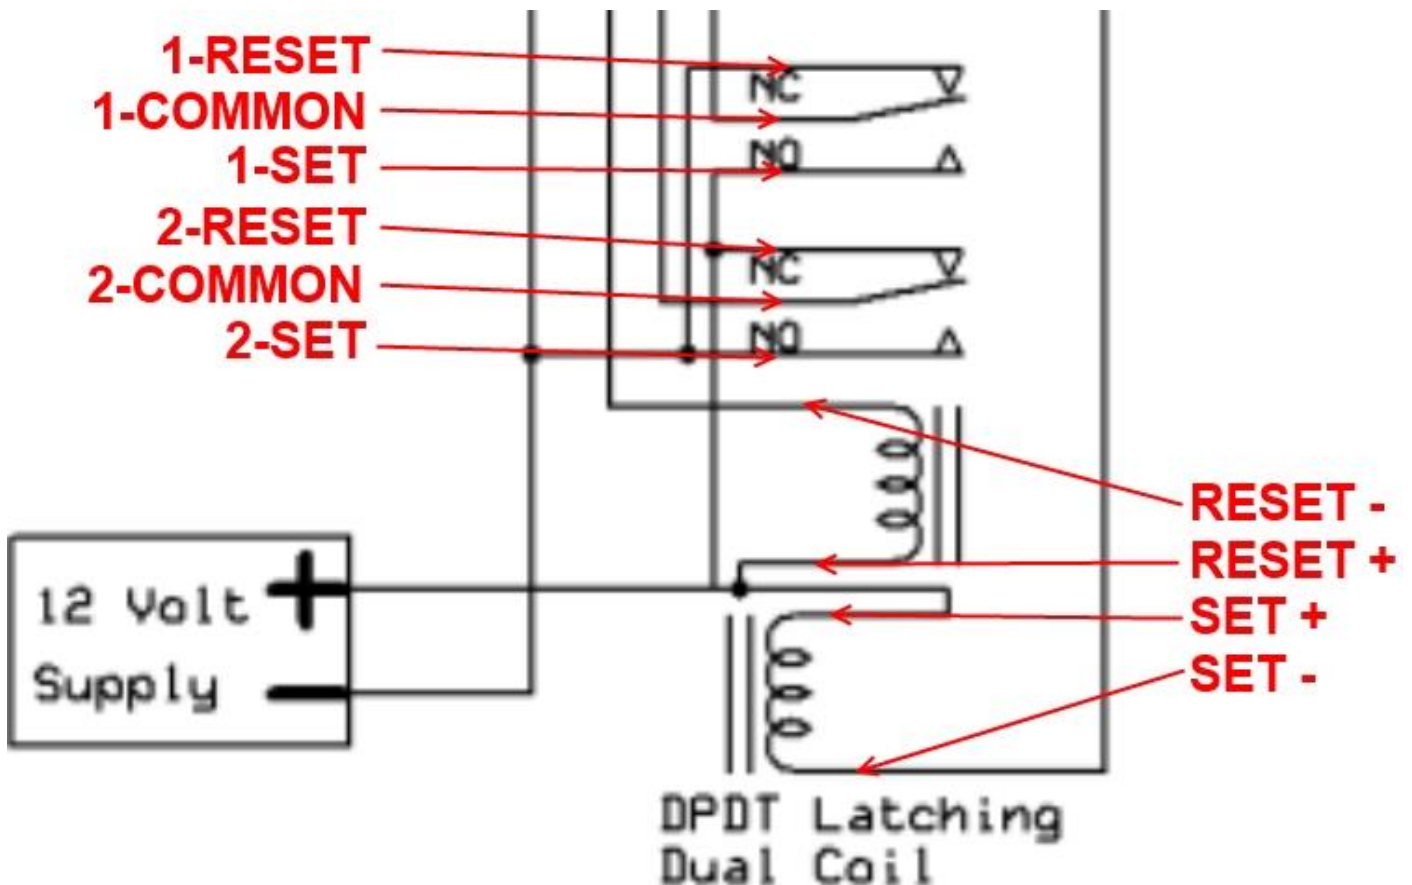 1-RESET
NC
1-COMMON
NO
1-SET
2-RESET
NC
2-COMMON
NO
2-SET
RESET -
RESET +
SET +
SET -
+
12 Volt
Supply
-
DPDT Latching
Dual Coil